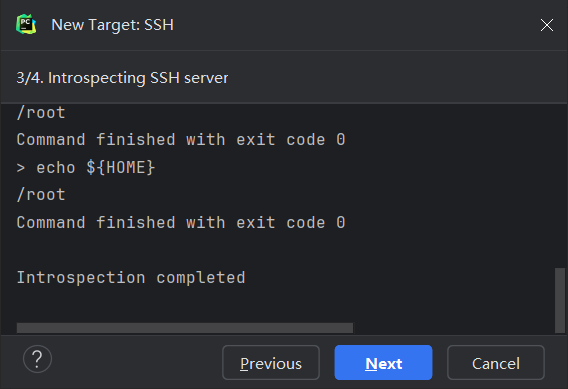 PC
New Target: SSH
3/4. Introspecting SSH server
/root
Command finished with exit code 0
> echo ${HOME}
/root
Command finished with exit code 0
Introspection completed
?
Previous
Next
Cancel